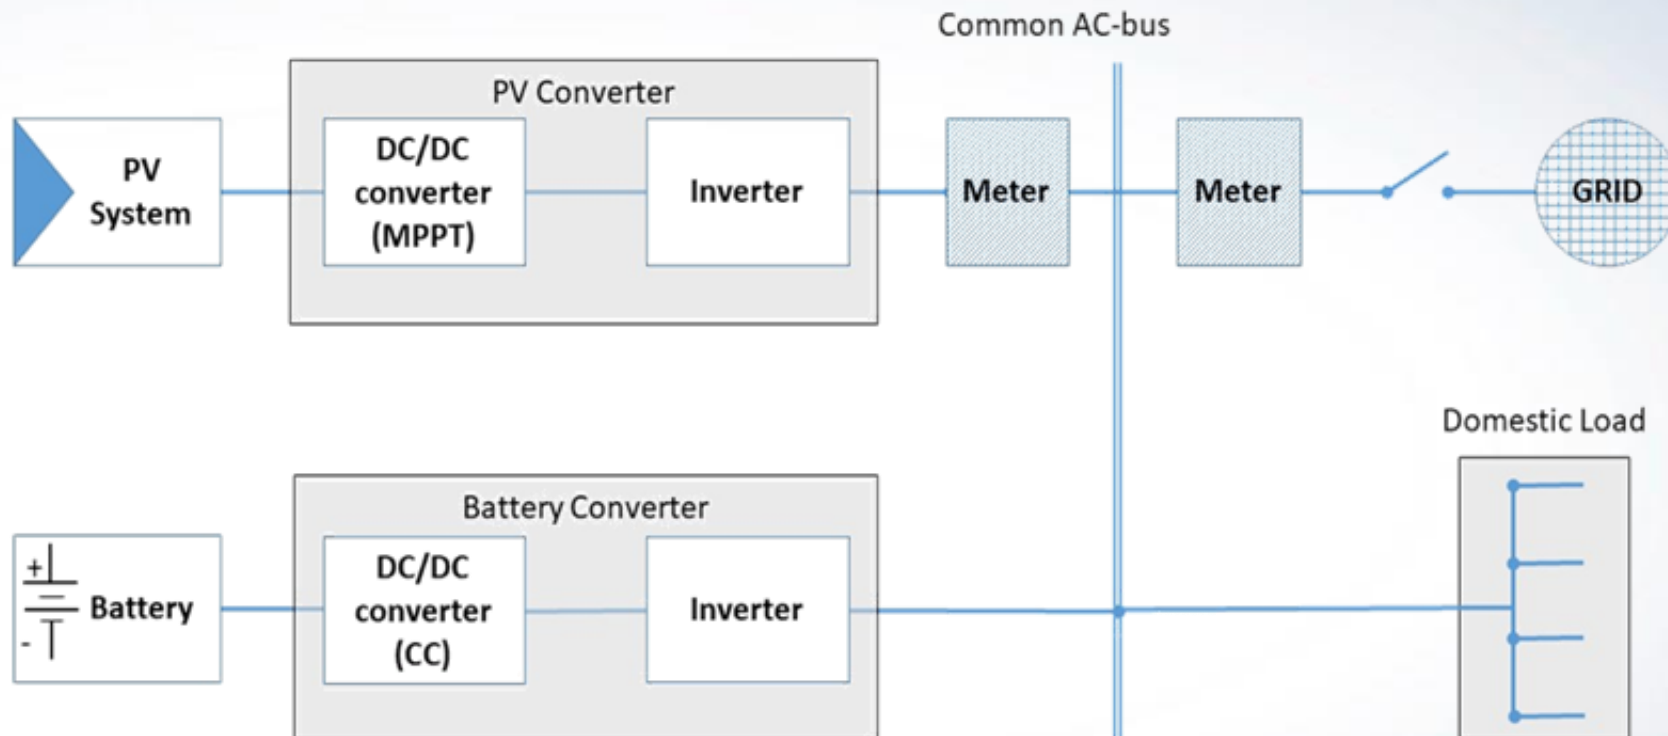 Common AC-bus
PV Converter
PV
System
DC/DC
converter
(MPPT)
Inverter
Meter
Meter
GRID
Domestic Load
Battery Converter
+
-
Battery
DC/DC
converter
(CC)
Inverter